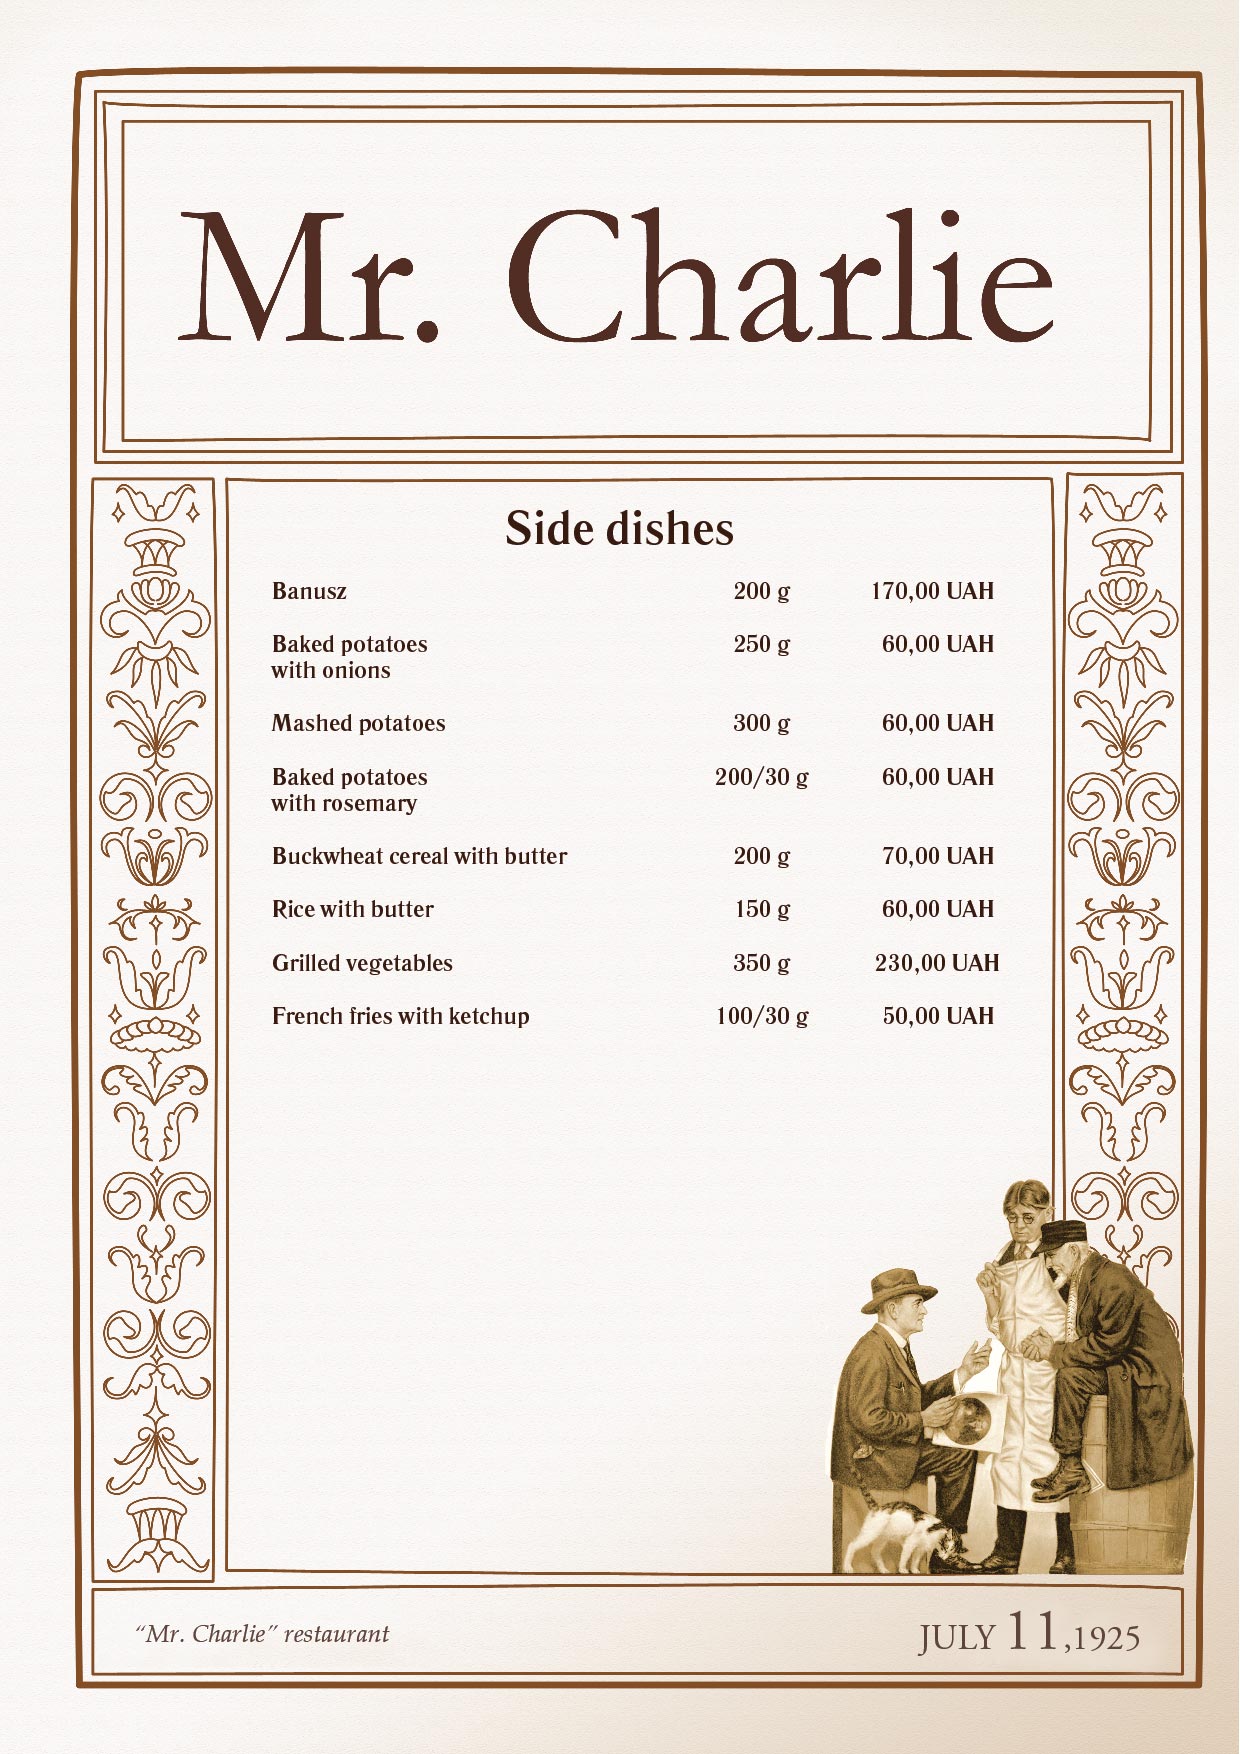 Mr. Charlie
Side dishes
Banusz 200 g 170,00 UAH
Baked potatoes 250 g 60,00 UAH
with onions
Mashed potatoes 300 g 60,00 UAH
Baked potatoes 200/30 g 60,00 UAH
with rosemary
Buckwheat cereal with butter 200 g 70,00 UAH
Rice with butter 150 g 60,00 UAH
Grilled vegetables 350 g 230,00 UAH
French fries with ketchup 100/30 g 50,00 UAH
“Mr. Charlie” restaurant JULY 11,1925